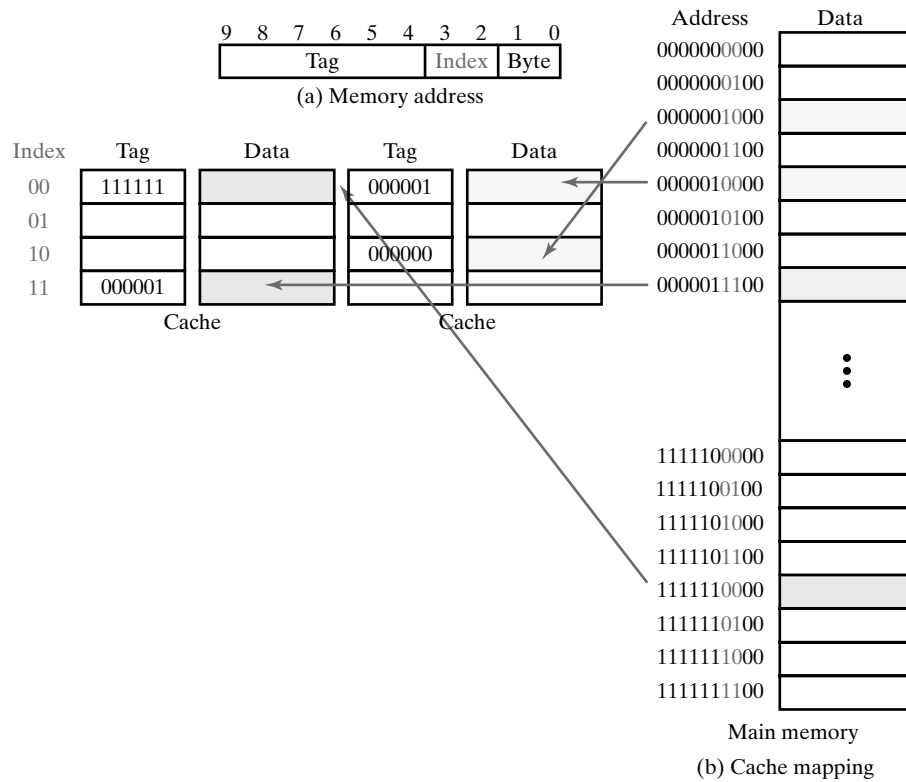 9 8 7 6 5 4 3 2 1 0
Tag Index Byte
(a) Memory address
Index Tag Data Tag Data
00 111111 000001
01
10 000000
11 000001
Cache Cache
Address Data
0000000000
0000000100
0000001000
0000001100
0000010000
0000010100
0000011000
0000011100
1111100000
1111100100
1111101000
1111101100
1111110000
1111110100
1111111000
1111111100
Main memory
(b) Cache mapping